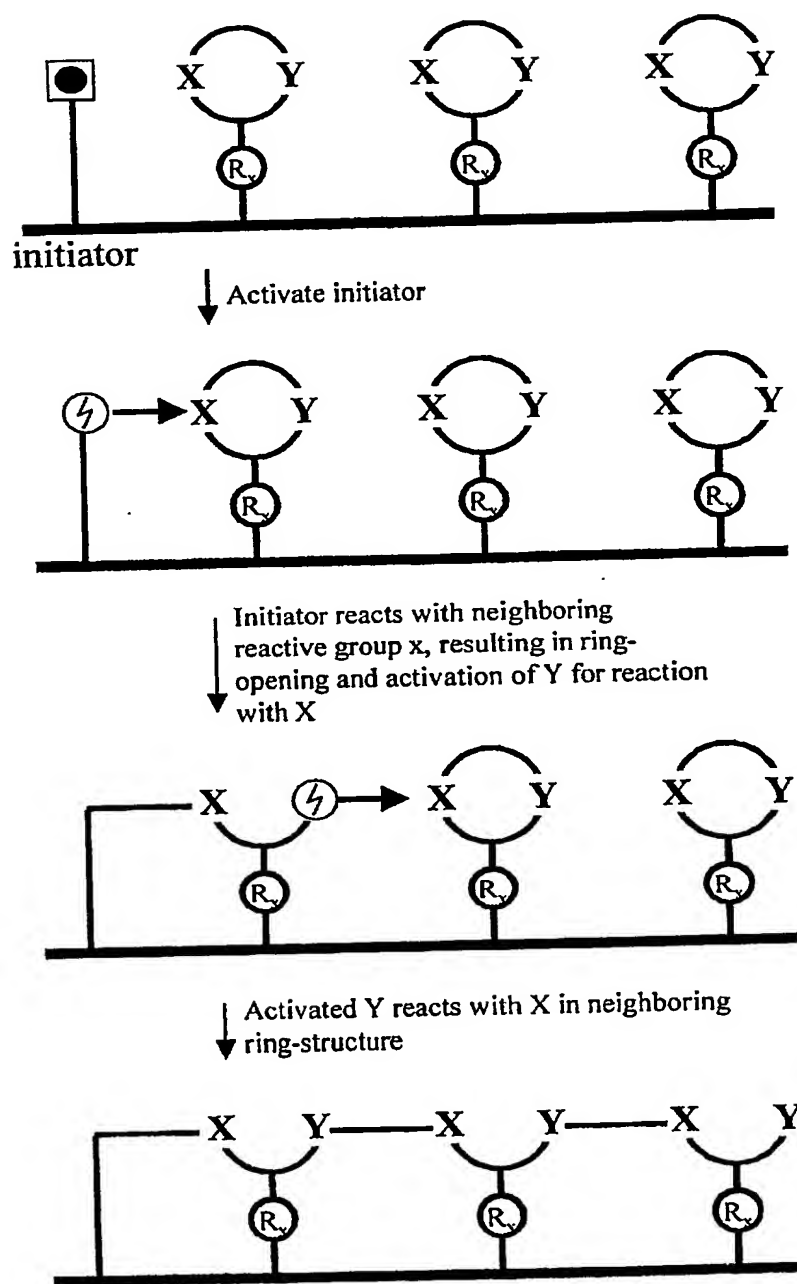 X Y X Y X Y
Rx Rx Rx
initiator
Activate initiator
X Y X Y X Y
Rx Rx Rx
Initiator reacts with neighboring
reactive group x, resulting in ring-
opening and activation of Y for reaction
with X
X X Y X Y
Rx Rx Rx
Activated Y reacts with X in neighboring
ring-structure
X Y X Y X Y
Rx Rx Rx